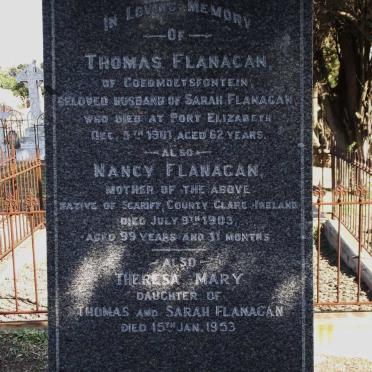 IN LOVING MEMORY
OF
THOMAS FLANAGAN,
OF GOEDMOETSFONTEIN,
BELOVED HUSBAND OF SARAH FLANAGAN,
WHO DIED AT PORT ELIZABETH
DEC. 5TH 1901, AGED 62 YEARS.
ALSO
NANCY FLANAGAN,
MOTHER OF THE ABOVE
NATIVE OF SCARIFF, COUNTY CLARE IRELAND
DIED JULY 9TH 1903,
AGED 99 YEARS AND 11 MONTHS
ALSO
THERESA MARY
DAUGHTER OF
THOMAS AND SARAH FLANAGAN
DIED 15TH JAN. 1953